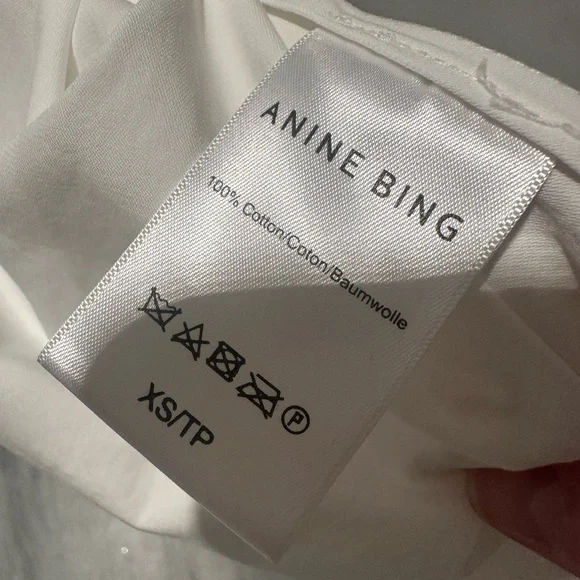 ANINE BING
100% Cotton/Coton/Baumwolle
P
XS/TP